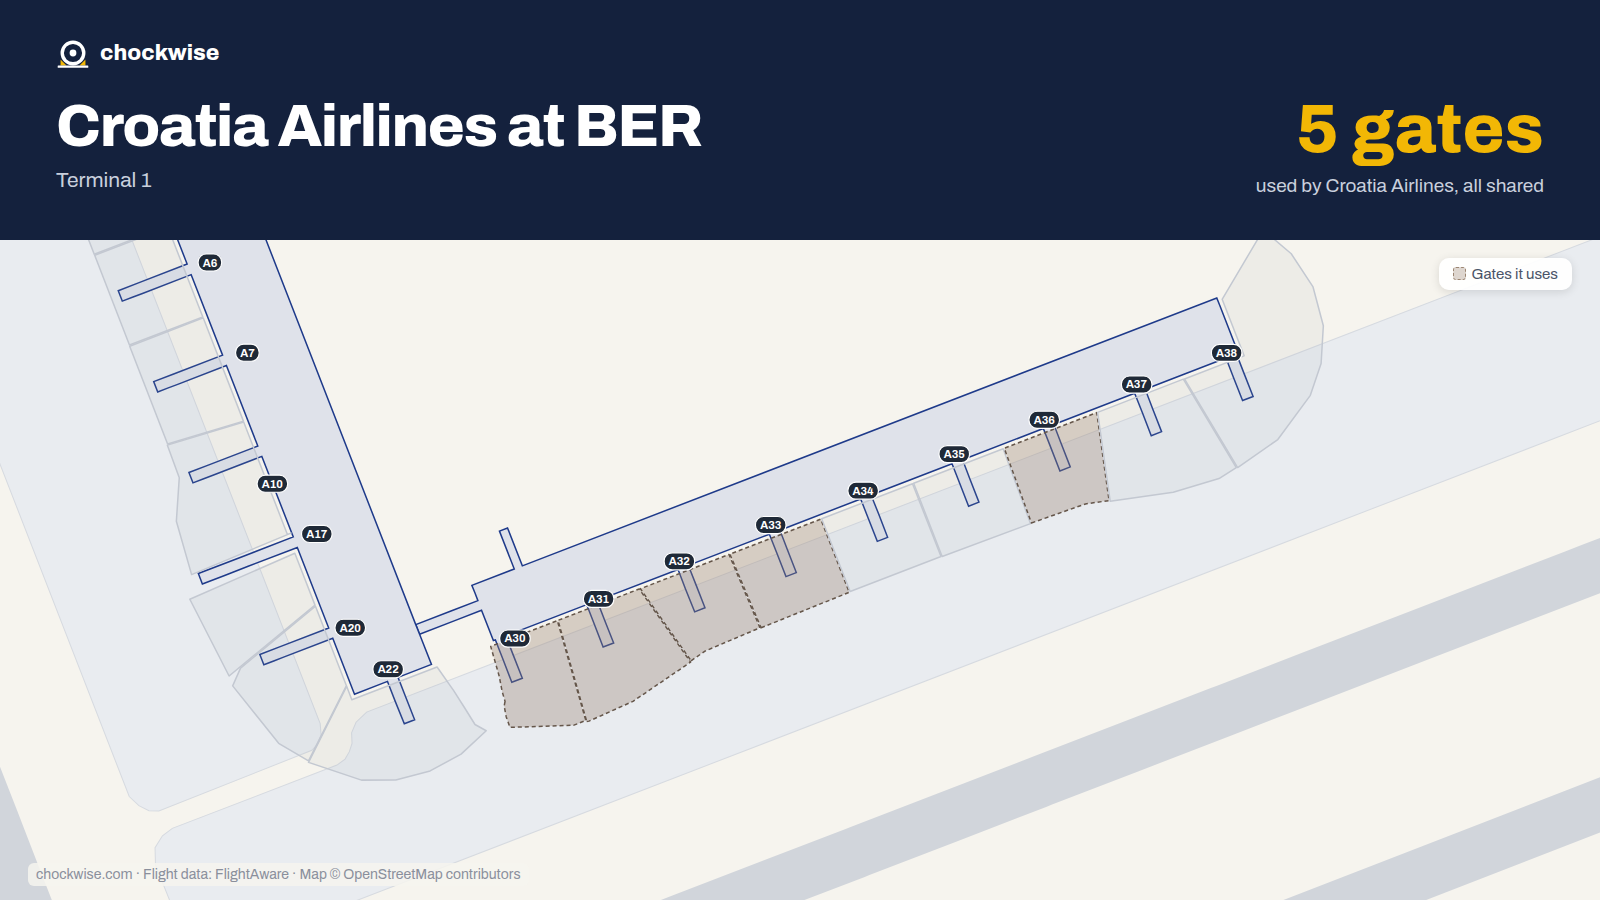 chockwise
Croatia Airlines at BER
Terminal 1
5 gates
used by Croatia Airlines, all shared
Gates it uses
A6
A7
A10
A17
A20
A22
A30
A31
A32
A33
A34
A35
A36
A37
A38
chockwise.com · Flight data: FlightAware · Map © OpenStreetMap contributors